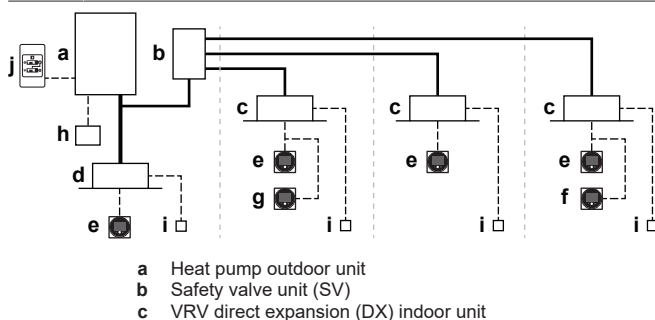 j a b
c c c
h
d e e e
g f
e i i i i
a Heat pump outdoor unit
b Safety valve unit (SV)
c VRV direct expansion (DX) indoor unit